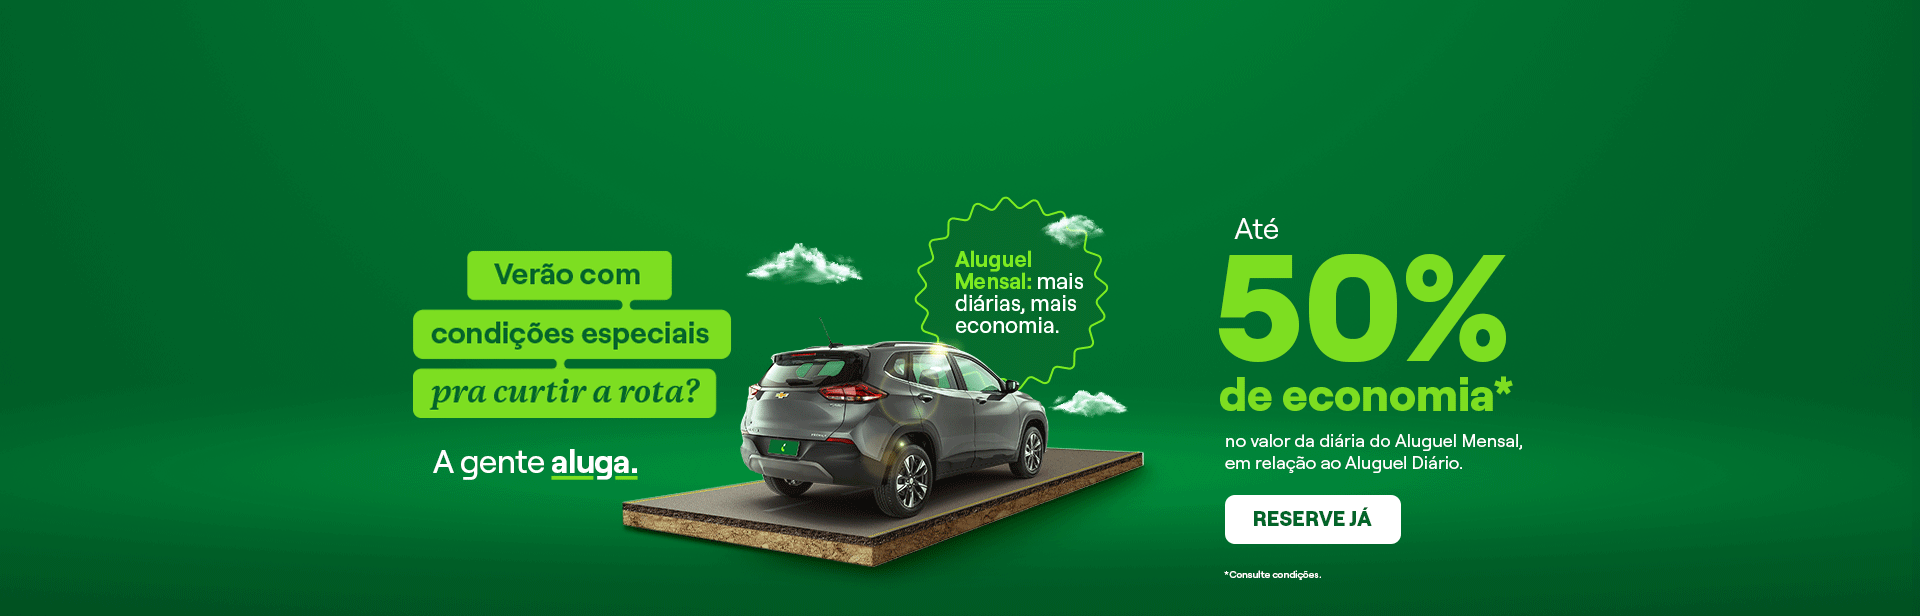 Verão com
condições especiais
pra curtir a rota?
A gente aluga.
Aluguel
Mensal: mais
diárias, mais
economia.
Até
50%
de economia*
no valor da diária do Aluguel Mensal,
em relação ao Aluguel Diário.
RESERVE JÁ
*Consulte condições.